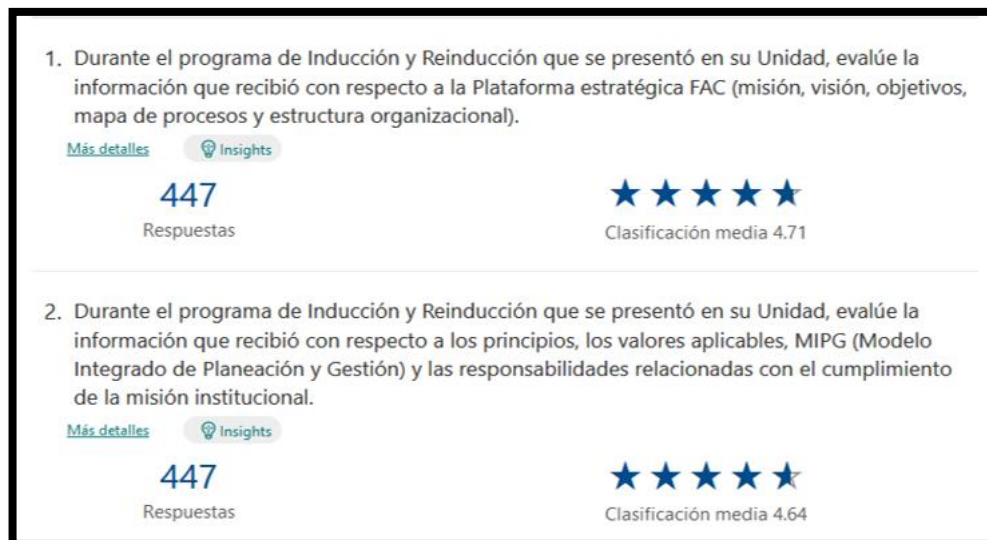 1. Durante el programa de Inducción y Reinducción que se presentó en su Unidad, evalúe la
información que recibió con respecto a la Plataforma estratégica FAC (misión, visión, objetivos,
mapa de procesos y estructura organizacional).
Más detalles Insights
447
Respuestas
Clasificación media 4.71
2. Durante el programa de Inducción y Reinducción que se presentó en su Unidad, evalúe la
información que recibió con respecto a los principios, los valores aplicables, MIPG (Modelo
Integrado de Planeación y Gestión) y las responsabilidades relacionadas con el cumplimiento
de la misión institucional.
Más detalles Insights
447
Respuestas
Clasificación media 4.64